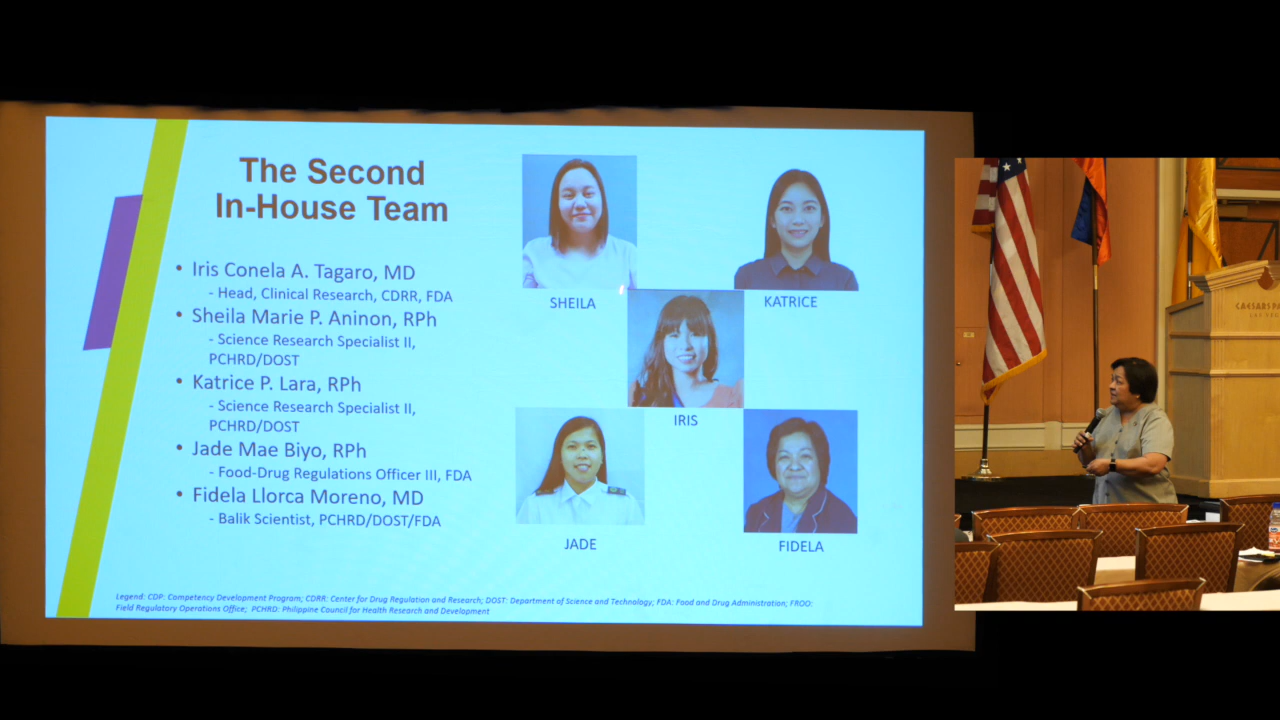 The Second
In-House Team
• Iris Conela A. Tagaro, MD
- Head, Clinical Research, CDRR, FDA
• Sheila Marie P. Aninon, RPh
- Science Research Specialist II,
PCHRD/DOST
• Katrice P. Lara, RPh
- Science Research Specialist II,
PCHRD/DOST
• Jade Mae Biyo, RPh
- Food-Drug Regulations Officer III, FDA
• Fidela Llorca Moreno, MD
- Balik Scientist, PCHRD/DOST/FDA
SHEILA
KATRICE
IRIS
JADE
FIDELA
Legend: CDP: Competency Development Program; CDRR: Center for Drug Regulation and Research; DOST: Department of Science and Technology; FDA: Food and Drug Administration; FROO:
Field Regulatory Operations Office; PCHRD: Philippine Council for Health Research and Development
CAESARS